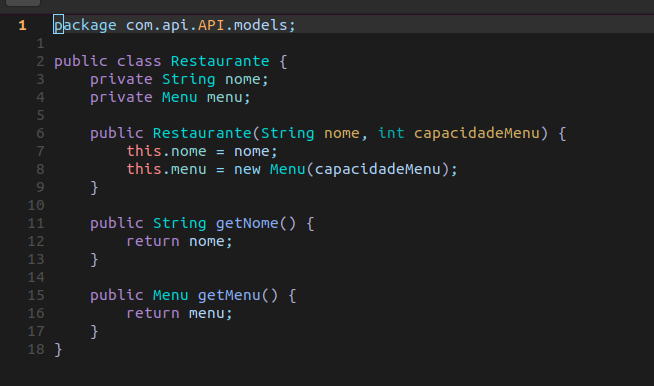 1 package com.api.API.models;
1
2 public class Restaurante {
3     private String nome;
4     private Menu menu;
5
6     public Restaurante(String nome, int capacidadeMenu) {
7         this.nome = nome;
8         this.menu = new Menu(capacidadeMenu);
9     }
10
11     public String getNome() {
12         return nome;
13     }
14
15     public Menu getMenu() {
16         return menu;
17     }
18 }